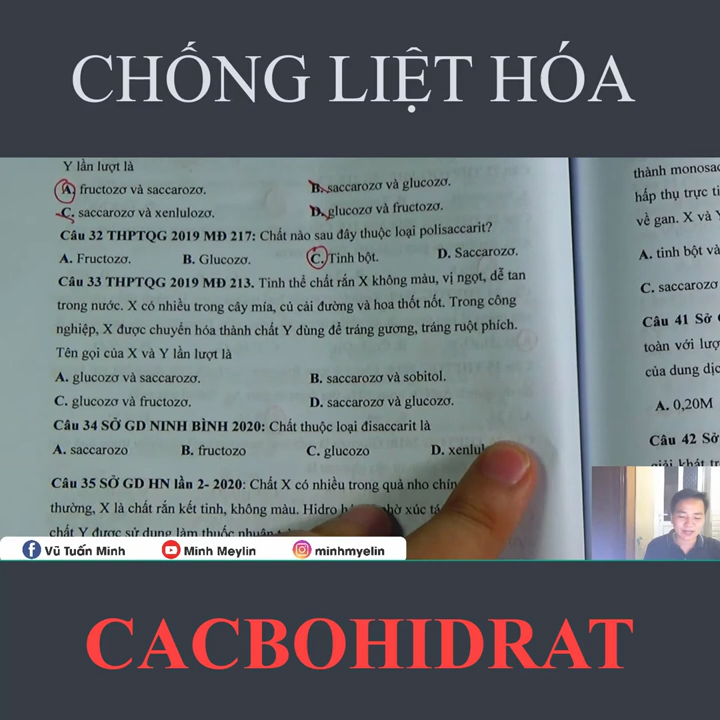 CHỐNG LIỆT HÓA
Y lần lượt là
A. fructozơ và saccarozơ. B. saccarozơ và glucozơ.
C. saccarozơ và xenlulozơ. D. glucozơ và fructozơ.
Câu 32 THPTQG 2019 MĐ 217: Chất nào sau đây thuộc loại polisaccarit?
A. Fructozơ. B. Glucozơ. C. Tinh bột. D. Saccarozơ.
Câu 33 THPTQG 2019 MĐ 213. Tinh thể chất rắn X không màu, vị ngọt, dễ tan
trong nước. X có nhiều trong cây mía, củ cải đường và hoa thốt nốt. Trong công
nghiệp, X được chuyển hóa thành chất Y dùng để tráng gương, tráng ruột phích.
Tên gọi của X và Y lần lượt là
A. glucozơ và saccarozơ. B. saccarozơ và sobitol.
C. glucozơ và fructozơ. D. saccarozơ và glucozơ.
Câu 34 SỞ GD NINH BÌNH 2020: Chất thuộc loại đisaccarit là
A. saccarozo B. fructozo C. glucozo D. xenlul
Câu 35 SỞ GD HN lần 2- 2020: Chất X có nhiều trong quả nho chín
thường, X là chất rắn kết tinh, không màu. Hidro h nhờ xúc tá
chất Y được sử dụng làm thuốc nhuận
thành monosa
hấp thụ trực ti
về gan. X và Y
A. tinh bột và
C. saccarozơ
Câu 41 Sở
toàn với lượ
của dung dịc
A. 0,20M
Câu 42 Sở
giải khát tr
Vũ Tuấn Minh Minh Meylin minhmyelin
CACBOHIDRAT